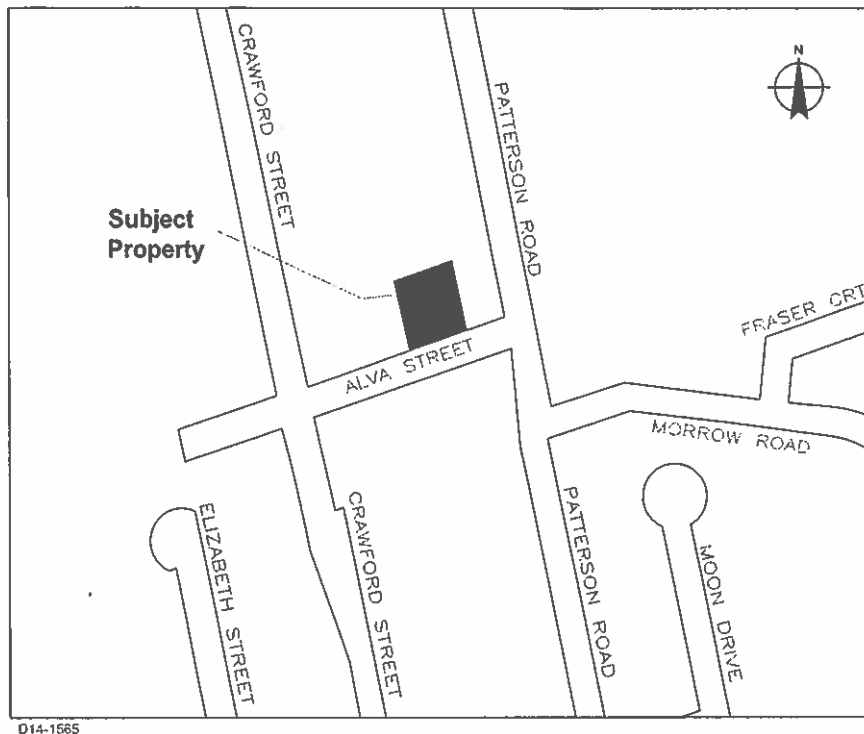 N
CRAWFORD STREET
PATTERSON ROAD
Subject
Property
FRASER CRT
ALVA STREET
MORROW ROAD
ELIZABETH STREET
CRAWFORD STREET
PATTERSON ROAD
MOON DRIVE
D14-1565